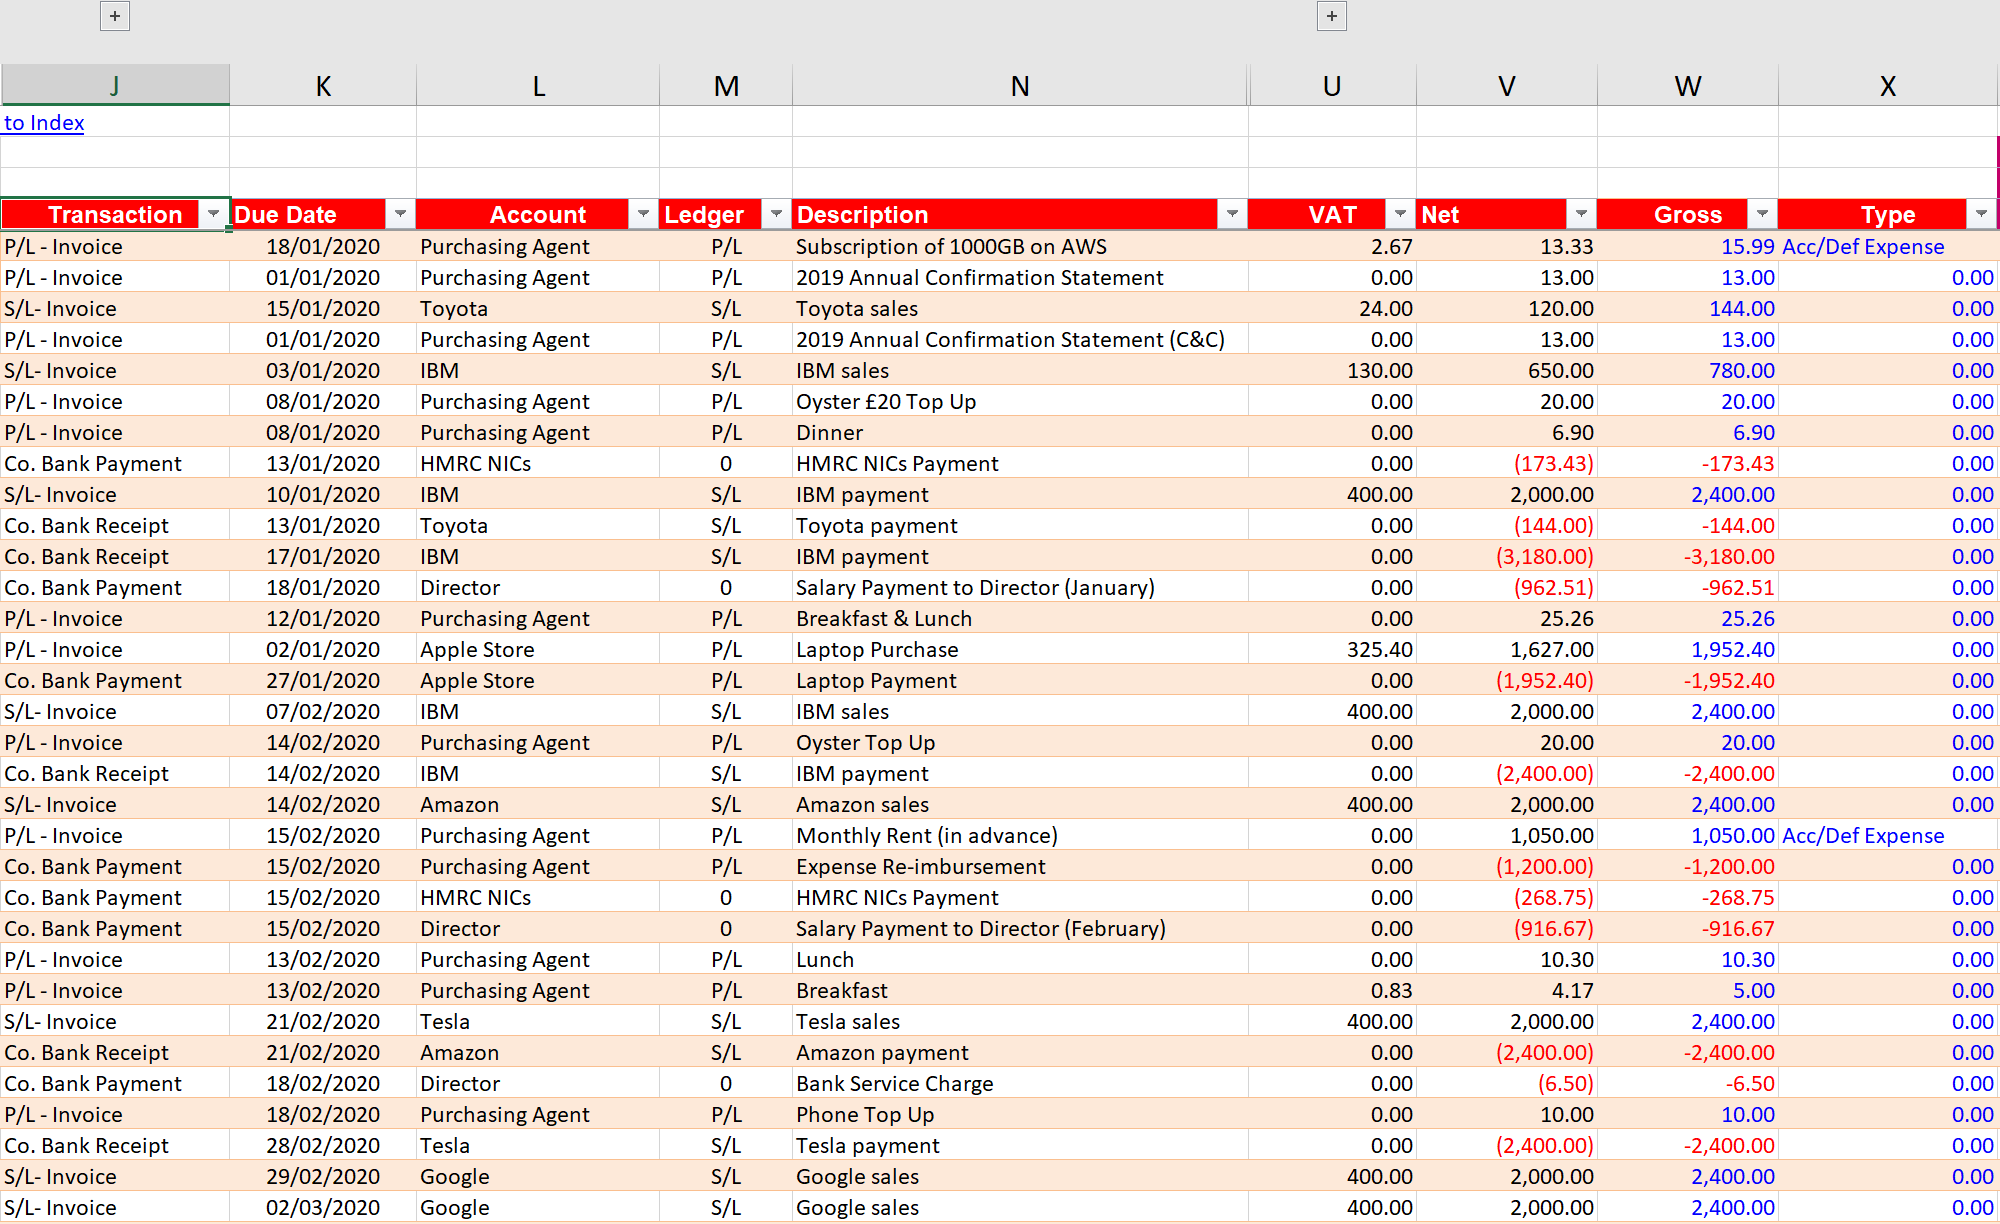 + +
J K L M N U V W X
to Index
Transaction Due Date Account Ledger Description VAT Net Gross Type
P/L - Invoice 18/01/2020 Purchasing Agent P/L Subscription of 1000GB on AWS 2.67 13.33 15.99 Acc/Def Expense
P/L - Invoice 01/01/2020 Purchasing Agent P/L 2019 Annual Confirmation Statement 0.00 13.00 13.00 0.00
S/L- Invoice 15/01/2020 Toyota S/L Toyota sales 24.00 120.00 144.00 0.00
P/L - Invoice 01/01/2020 Purchasing Agent P/L 2019 Annual Confirmation Statement (C&C) 0.00 13.00 13.00 0.00
S/L- Invoice 03/01/2020 IBM S/L IBM sales 130.00 650.00 780.00 0.00
P/L - Invoice 08/01/2020 Purchasing Agent P/L Oyster £20 Top Up 0.00 20.00 20.00 0.00
P/L - Invoice 08/01/2020 Purchasing Agent P/L Dinner 0.00 6.90 6.90 0.00
Co. Bank Payment 13/01/2020 HMRC NICs 0 HMRC NICs Payment 0.00 (173.43) -173.43 0.00
S/L- Invoice 10/01/2020 IBM S/L IBM payment 400.00 2,000.00 2,400.00 0.00
Co. Bank Receipt 13/01/2020 Toyota S/L Toyota payment 0.00 (144.00) -144.00 0.00
Co. Bank Receipt 17/01/2020 IBM S/L IBM payment 0.00 (3,180.00) -3,180.00 0.00
Co. Bank Payment 18/01/2020 Director 0 Salary Payment to Director (January) 0.00 (962.51) -962.51 0.00
P/L - Invoice 12/01/2020 Purchasing Agent P/L Breakfast & Lunch 0.00 25.26 25.26 0.00
P/L - Invoice 02/01/2020 Apple Store P/L Laptop Purchase 325.40 1,627.00 1,952.40 0.00
Co. Bank Payment 27/01/2020 Apple Store P/L Laptop Payment 0.00 (1,952.40) -1,952.40 0.00
S/L- Invoice 07/02/2020 IBM S/L IBM sales 400.00 2,000.00 2,400.00 0.00
P/L - Invoice 14/02/2020 Purchasing Agent P/L Oyster Top Up 0.00 20.00 20.00 0.00
Co. Bank Receipt 14/02/2020 IBM S/L IBM payment 0.00 (2,400.00) -2,400.00 0.00
S/L- Invoice 14/02/2020 Amazon S/L Amazon sales 400.00 2,000.00 2,400.00 0.00
P/L - Invoice 15/02/2020 Purchasing Agent P/L Monthly Rent (in advance) 0.00 1,050.00 1,050.00 Acc/Def Expense
Co. Bank Payment 15/02/2020 Purchasing Agent P/L Expense Re-imbursement 0.00 (1,200.00) -1,200.00 0.00
Co. Bank Payment 15/02/2020 HMRC NICs 0 HMRC NICs Payment 0.00 (268.75) -268.75 0.00
Co. Bank Payment 15/02/2020 Director 0 Salary Payment to Director (February) 0.00 (916.67) -916.67 0.00
P/L - Invoice 13/02/2020 Purchasing Agent P/L Lunch 0.00 10.30 10.30 0.00
P/L - Invoice 13/02/2020 Purchasing Agent P/L Breakfast 0.83 4.17 5.00 0.00
S/L- Invoice 21/02/2020 Tesla S/L Tesla sales 400.00 2,000.00 2,400.00 0.00
Co. Bank Receipt 21/02/2020 Amazon S/L Amazon payment 0.00 (2,400.00) -2,400.00 0.00
Co. Bank Payment 18/02/2020 Director 0 Bank Service Charge 0.00 (6.50) -6.50 0.00
P/L - Invoice 18/02/2020 Purchasing Agent P/L Phone Top Up 0.00 10.00 10.00 0.00
Co. Bank Receipt 28/02/2020 Tesla S/L Tesla payment 0.00 (2,400.00) -2,400.00 0.00
S/L- Invoice 29/02/2020 Google S/L Google sales 400.00 2,000.00 2,400.00 0.00
S/L- Invoice 02/03/2020 Google S/L Google sales 400.00 2,000.00 2,400.00 0.00